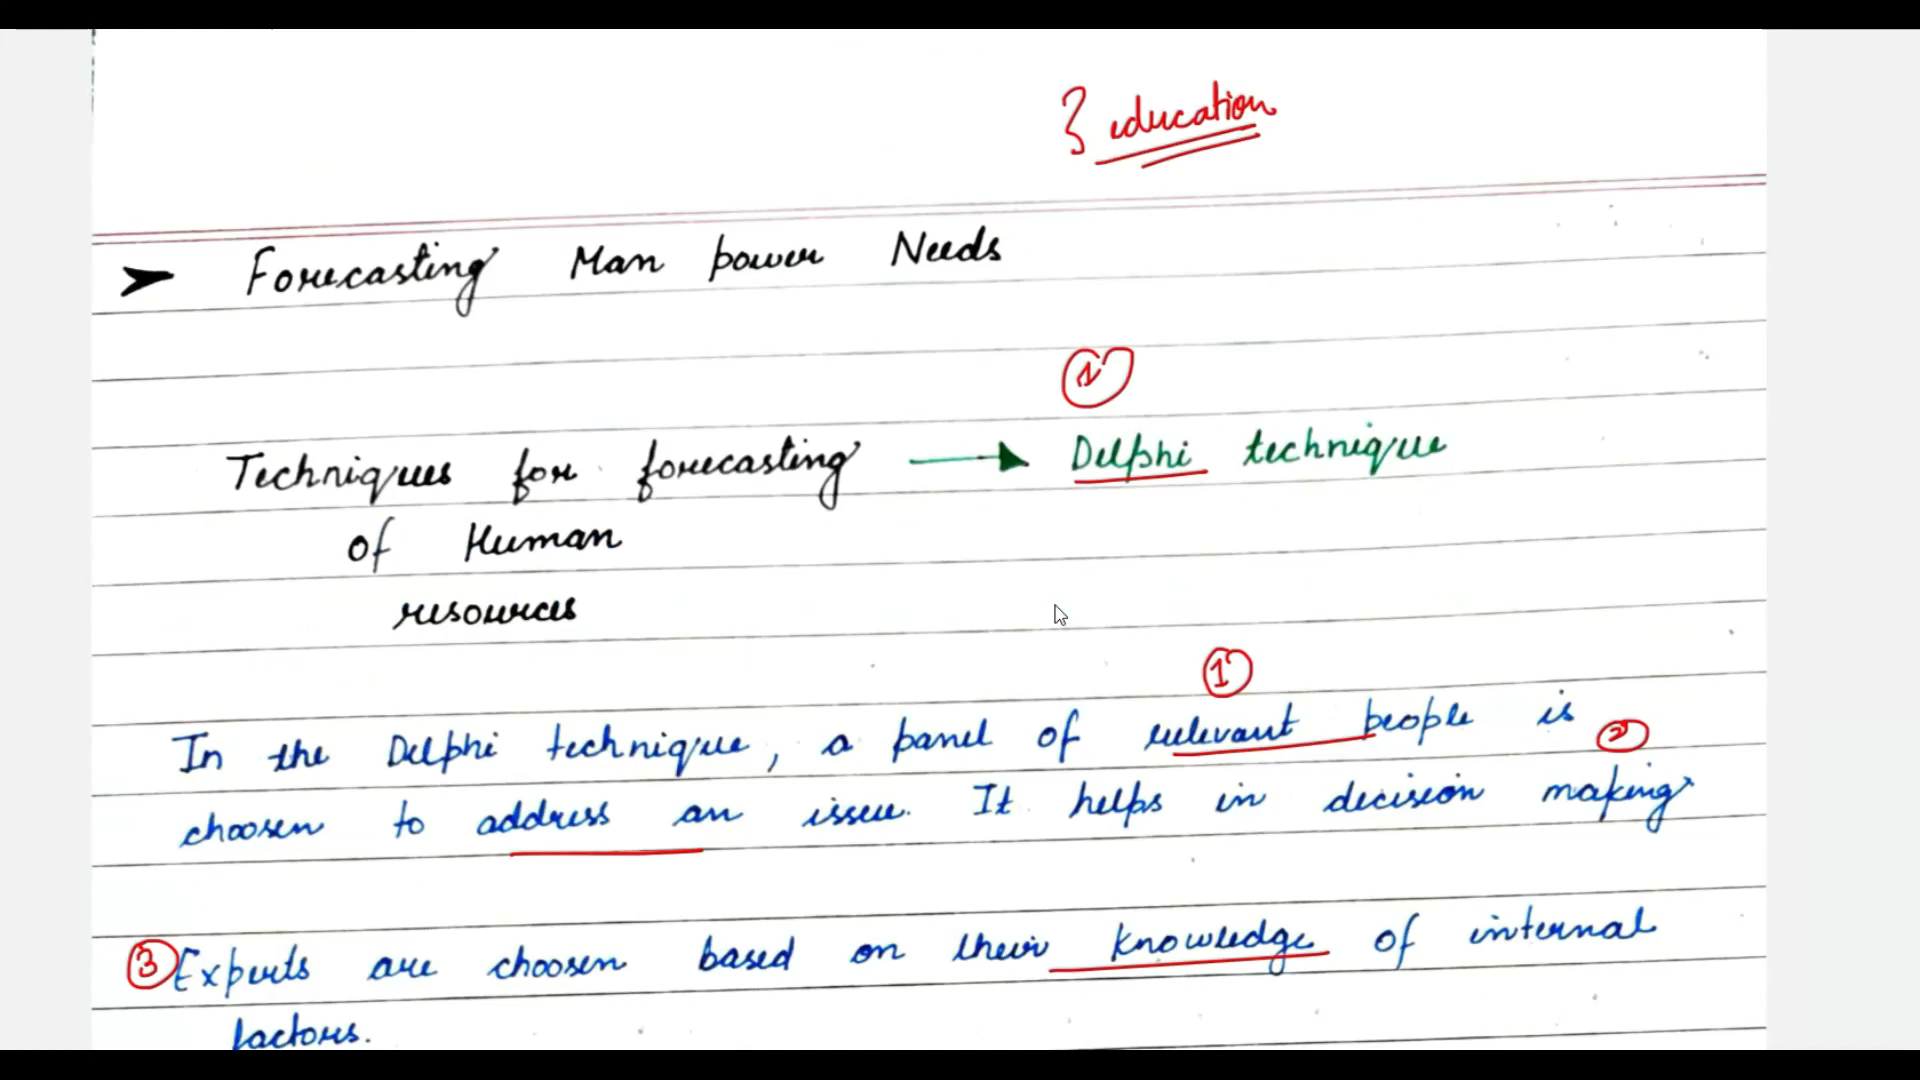 3 education
➤ Forecasting Man power Needs
1
Techniques for forecasting → Delphi technique
of Human
resources
1
In the Delphi technique, a panel of relevant people is
2
choosen to address an issue. It helps in decision making
3 Experts are choosen based on their knowledge of internal
factors.